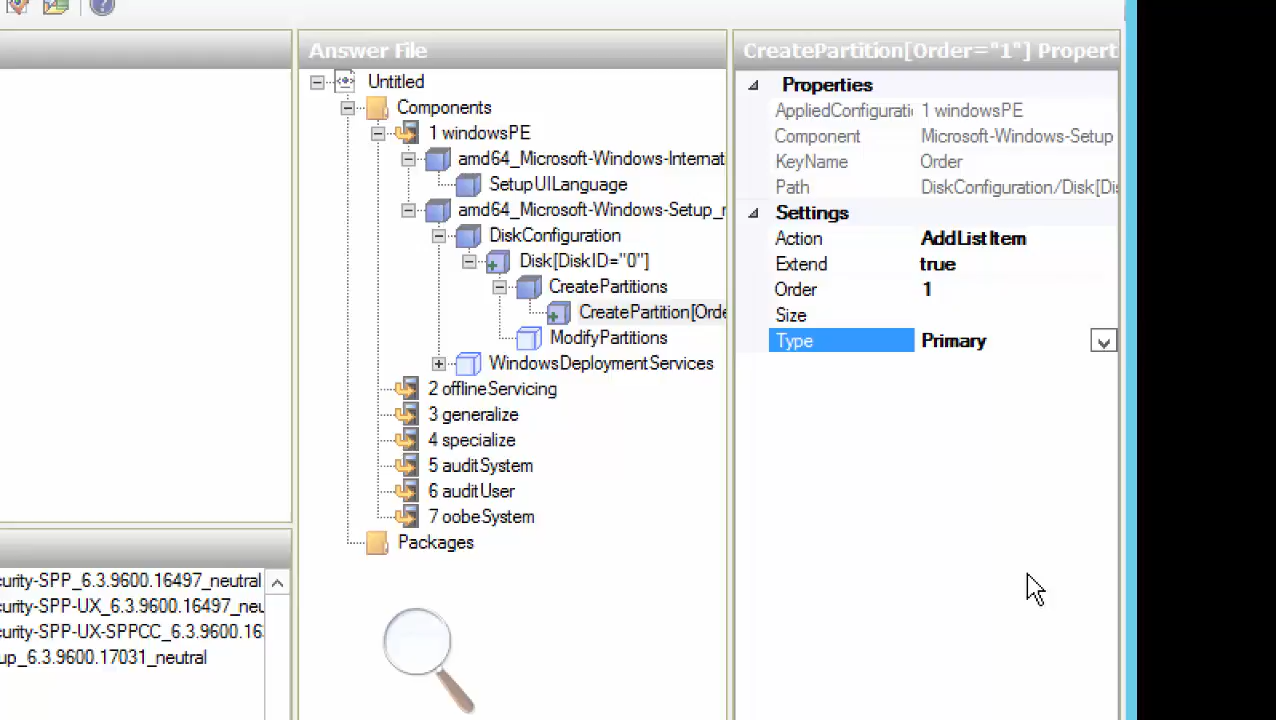 Answer File
Untitled
Components
1 windowsPE
amd64_Microsoft-Windows-Internat
SetupUILanguage
amd64_Microsoft-Windows-Setup_r
DiskConfiguration
Disk[DiskID="0"]
CreatePartitions
CreatePartition[Orde
ModifyPartitions
WindowsDeploymentServices
2 offlineServicing
3 generalize
4 specialize
5 auditSystem
6 auditUser
7 oobeSystem
Packages
CreatePartition[Order="1"] Propert
Properties
AppliedConfigurati 1 windowsPE
Component Microsoft-Windows-Setup
KeyName Order
Path DiskConfiguration/Disk[Di
Settings
Action AddListItem
Extend true
Order 1
Size
Type Primary
curity-SPP_6.3.9600.16497_neutral
curity-SPP-UX_6.3.9600.16497_neu
curity-SPP-UX-SPPCC_6.3.9600.16
up_6.3.9600.17031_neutral